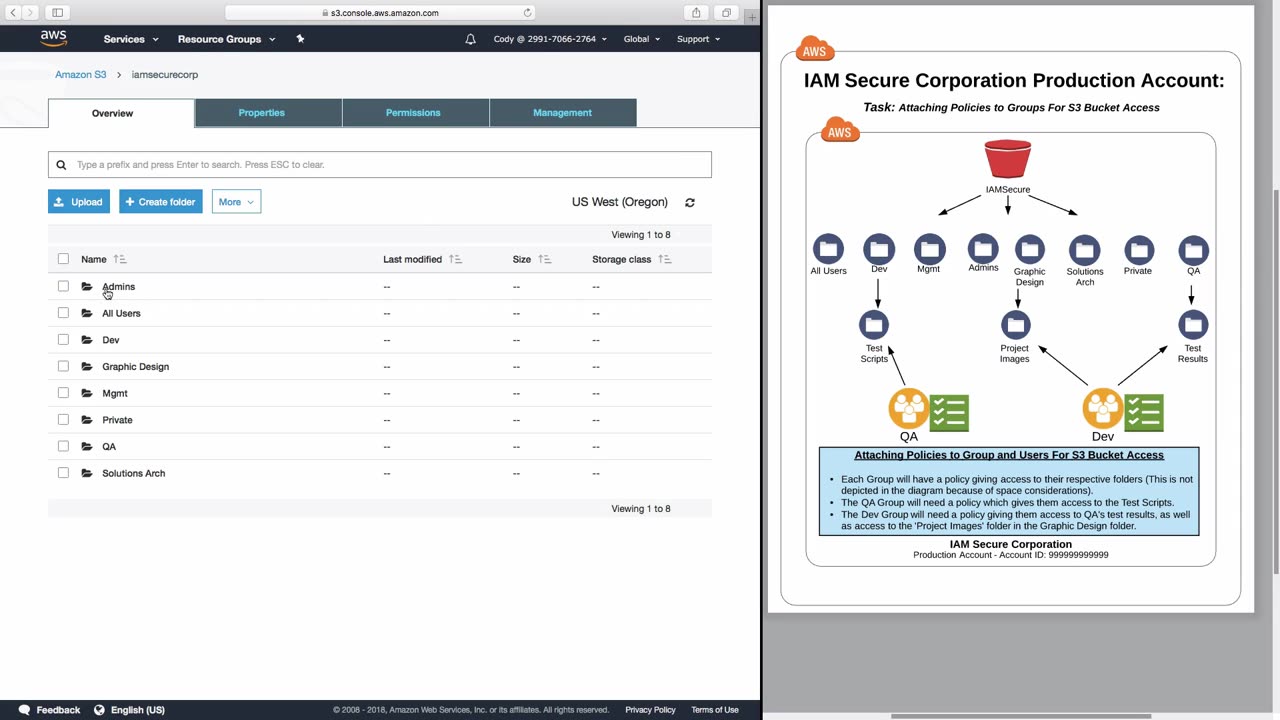 s3.console.aws.amazon.com
aws
Services
Resource Groups
Cody @ 2991-7066-2764
Global
Support
Amazon S3 > iamsecurecorp
Overview
Properties
Permissions
Management
Type a prefix and press Enter to search. Press ESC to clear.
Upload
+ Create folder
More
US West (Oregon)
Viewing 1 to 8
Name
Last modified
Size
Storage class
Admins -- -- --
All Users -- -- --
Dev -- -- --
Graphic Design -- -- --
Mgmt -- -- --
Private -- -- --
QA -- -- --
Solutions Arch -- -- --
Viewing 1 to 8
Feedback
English (US)
© 2008 - 2018, Amazon Web Services, Inc. or its affiliates. All rights reserved.
Privacy Policy
Terms of Use
AWS
IAM Secure Corporation Production Account:
Task: Attaching Policies to Groups For S3 Bucket Access
AWS
IAMSecure
All Users
Dev
Mgmt
Admins
Graphic
Design
Solutions
Arch
Private
QA
Test
Scripts
Project
Images
Test
Results
QA
Dev
Attaching Policies to Group and Users For S3 Bucket Access
• Each Group will have a policy giving access to their respective folders (This is not
depicted in the diagram because of space considerations).
• The QA Group will need a policy which gives them access to the Test Scripts.
• The Dev Group will need a policy giving them access to QA's test results, as well
as access to the 'Project Images' folder in the Graphic Design folder.
IAM Secure Corporation
Production Account - Account ID: 999999999999